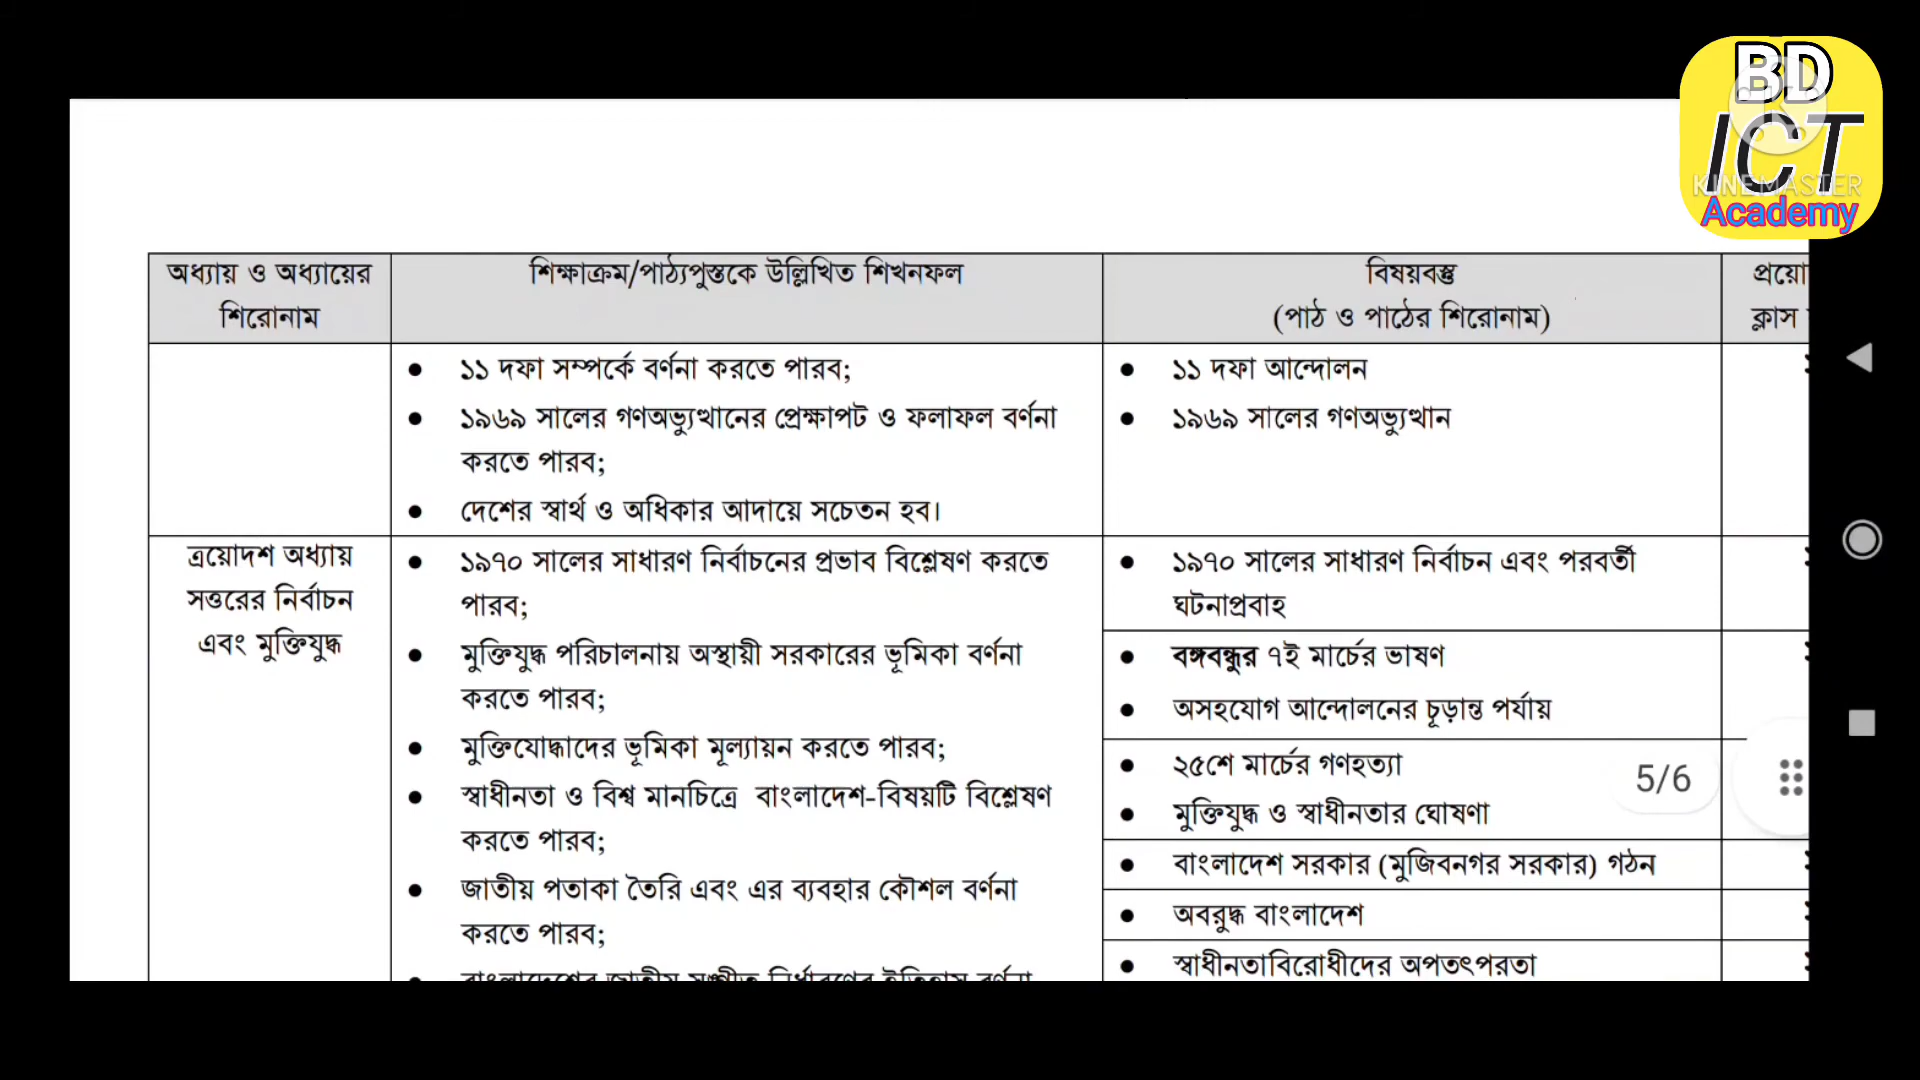 BD
ICT
KINEMASTER
Academy
অধ্যায় ও অধ্যায়ের
শিরোনাম
শিক্ষাক্রম/পাঠ্যপুস্তকে উল্লিখিত শিখনফল
বিষয়বস্তু
(পাঠ ও পাঠের শিরোনাম)
ক্লাস
● ১১ দফা সম্পর্কে বর্ণনা করতে পারব;
● ১৯৬৯ সালের গণঅভ্যুত্থানের প্রেক্ষাপট ও ফলাফল বর্ণনা
করতে পারব;
● দেশের স্বার্থ ও অধিকার আদায়ে সচেতন হব।
● ১১ দফা আন্দোলন
● ১৯৬৯ সালের গণঅভ্যুত্থান
ত্রয়োদশ অধ্যায়
সত্তরের নির্বাচন
এবং মুক্তিযুদ্ধ
● ১৯৭০ সালের সাধারণ নির্বাচনের প্রভাব বিশ্লেষণ করতে
পারব;
● মুক্তিযুদ্ধ পরিচালনায় অস্থায়ী সরকারের ভূমিকা বর্ণনা
করতে পারব;
● মুক্তিযোদ্ধাদের ভূমিকা মূল্যায়ন করতে পারব;
● স্বাধীনতা ও বিশ্ব মানচিত্রে বাংলাদেশ-বিষয়টি বিশ্লেষণ
করতে পারব;
● জাতীয় পতাকা তৈরি এবং এর ব্যবহার কৌশল বর্ণনা
করতে পারব;
● বাংলাদেশের জাতীয় সঙ্গীত নির্ধারণের ইতিহাস বর্ণনা
● ১৯৭০ সালের সাধারণ নির্বাচন এবং পরবর্তী
ঘটনাপ্রবাহ
● বঙ্গবন্ধুর ৭ই মার্চের ভাষণ
● অসহযোগ আন্দোলনের চূড়ান্ত পর্যায়
● ২৫শে মার্চের গণহত্যা
● মুক্তিযুদ্ধ ও স্বাধীনতার ঘোষণা
● বাংলাদেশ সরকার (মুজিবনগর সরকার) গঠন
● অবরুদ্ধ বাংলাদেশ
● স্বাধীনতাবিরোধীদের অপতৎপরতা
5/6